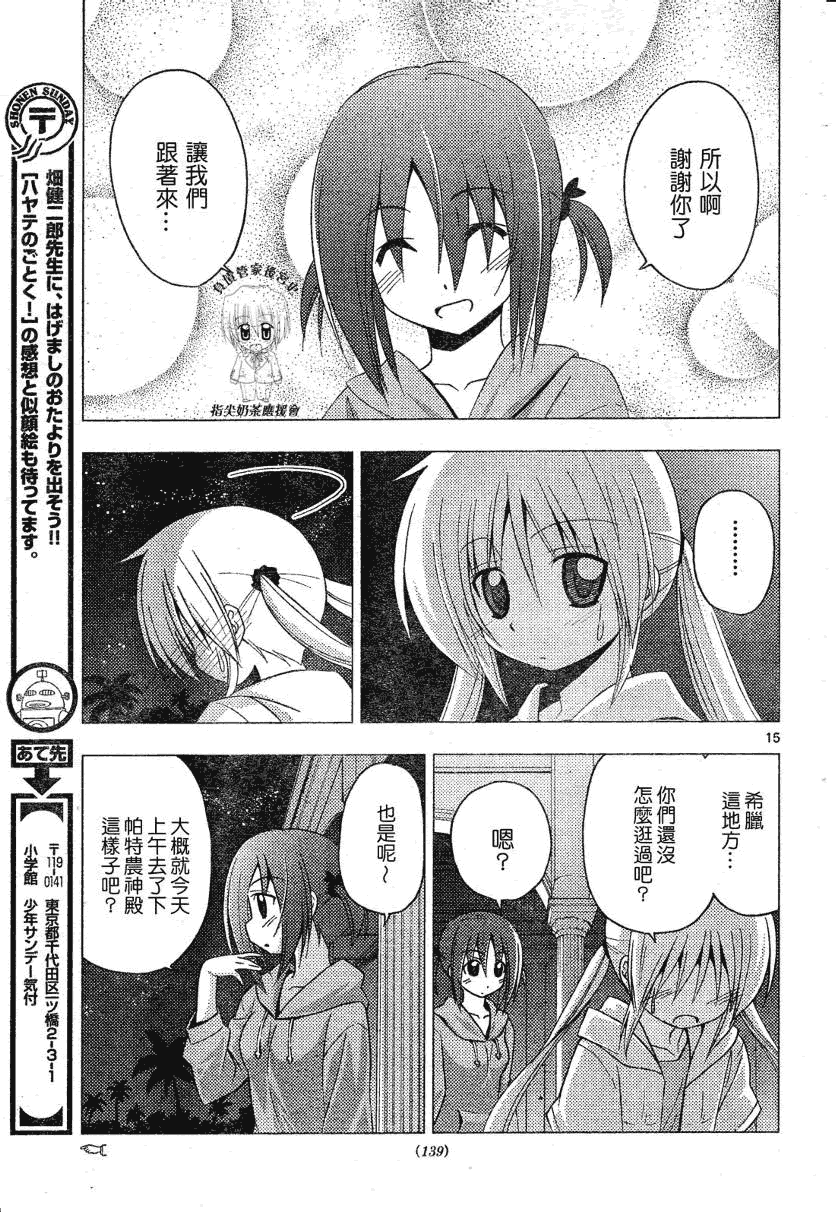 所以啊
謝謝你了
讓我們
跟著來…
指尖奶茶應援會
………
15
希臘
這地方…
你們還沒
怎麼逛過吧？
嗯？
也是呢～
大概就今天
上午去了下
帕特農神殿
這樣子吧？
(139)
SHONEN SUNDAY
〒
畑健二郎先生に、はげましのおたよりを出そう!!
［ハヤテのごとく！］の感想と似顔絵も待ってます。
あて先
〒119-0141 東京都千代田区一ツ橋2-3-1
小学館 少年サンデー気付